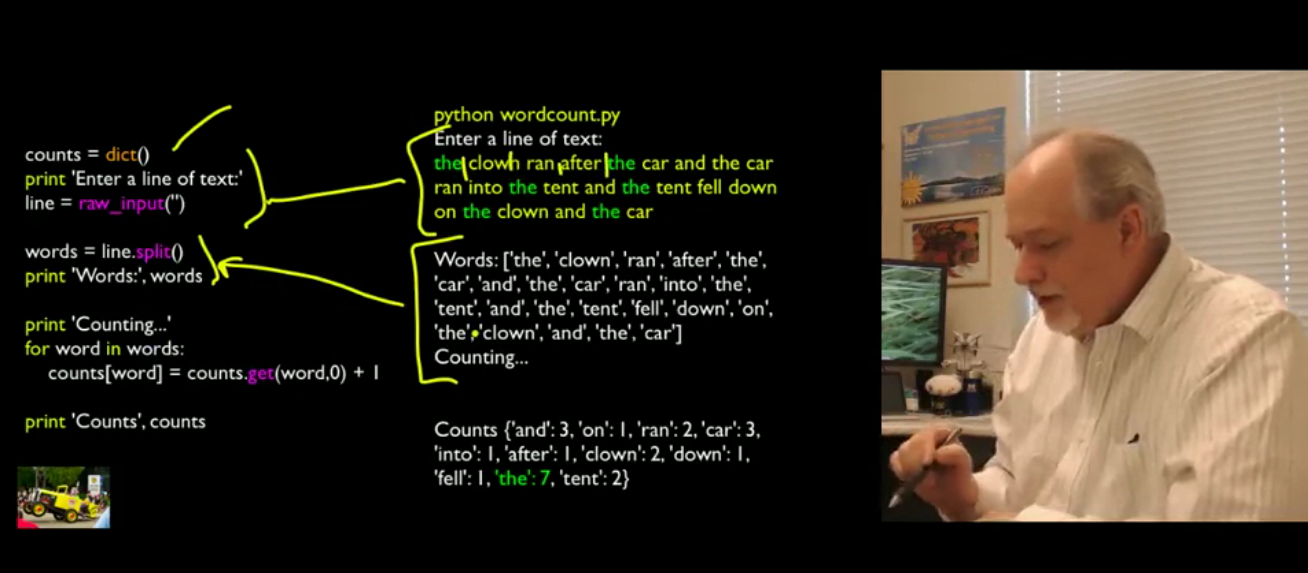 counts = dict()
print 'Enter a line of text:'
line = raw_input('')
words = line.split()
print 'Words:', words
print 'Counting...'
for word in words:
counts[word] = counts.get(word,0) + 1
print 'Counts', counts
python wordcount.py
Enter a line of text:
the clown ran after the car and the car
ran into the tent and the tent fell down
on the clown and the car
Words: ['the', 'clown', 'ran', 'after', 'the',
'car', 'and', 'the', 'car', 'ran', 'into', 'the',
'tent', 'and', 'the', 'tent', 'fell', 'down', 'on',
'the', 'clown', 'and', 'the', 'car']
Counting...
Counts {'and': 3, 'on': 1, 'ran': 2, 'car': 3,
'into': 1, 'after': 1, 'clown': 2, 'down': 1,
'fell': 1, 'the': 7, 'tent': 2}